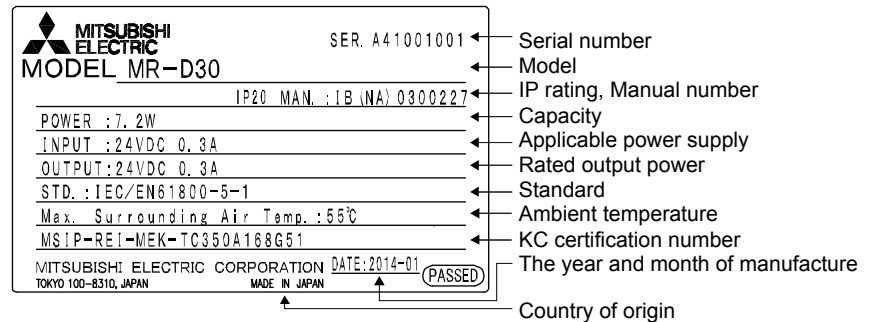 MITSUBISHI
ELECTRIC
SER. A41001001
Serial number
MODEL MR-D30
Model
IP20 MAN. : IB (NA) 0300227
IP rating, Manual number
POWER : 7. 2W
Capacity
INPUT : 24VDC 0. 3A
Applicable power supply
OUTPUT: 24VDC 0. 3A
Rated output power
STD. : IEC/EN61800-5-1
Standard
Max. Surrounding Air Temp. : 55℃
Ambient temperature
MSIP-REI-MEK-TC350A168G51
KC certification number
MITSUBISHI ELECTRIC CORPORATION DATE: 2014-01
The year and month of manufacture
TOKYO 100-8310, JAPAN MADE IN JAPAN
PASSED
Country of origin